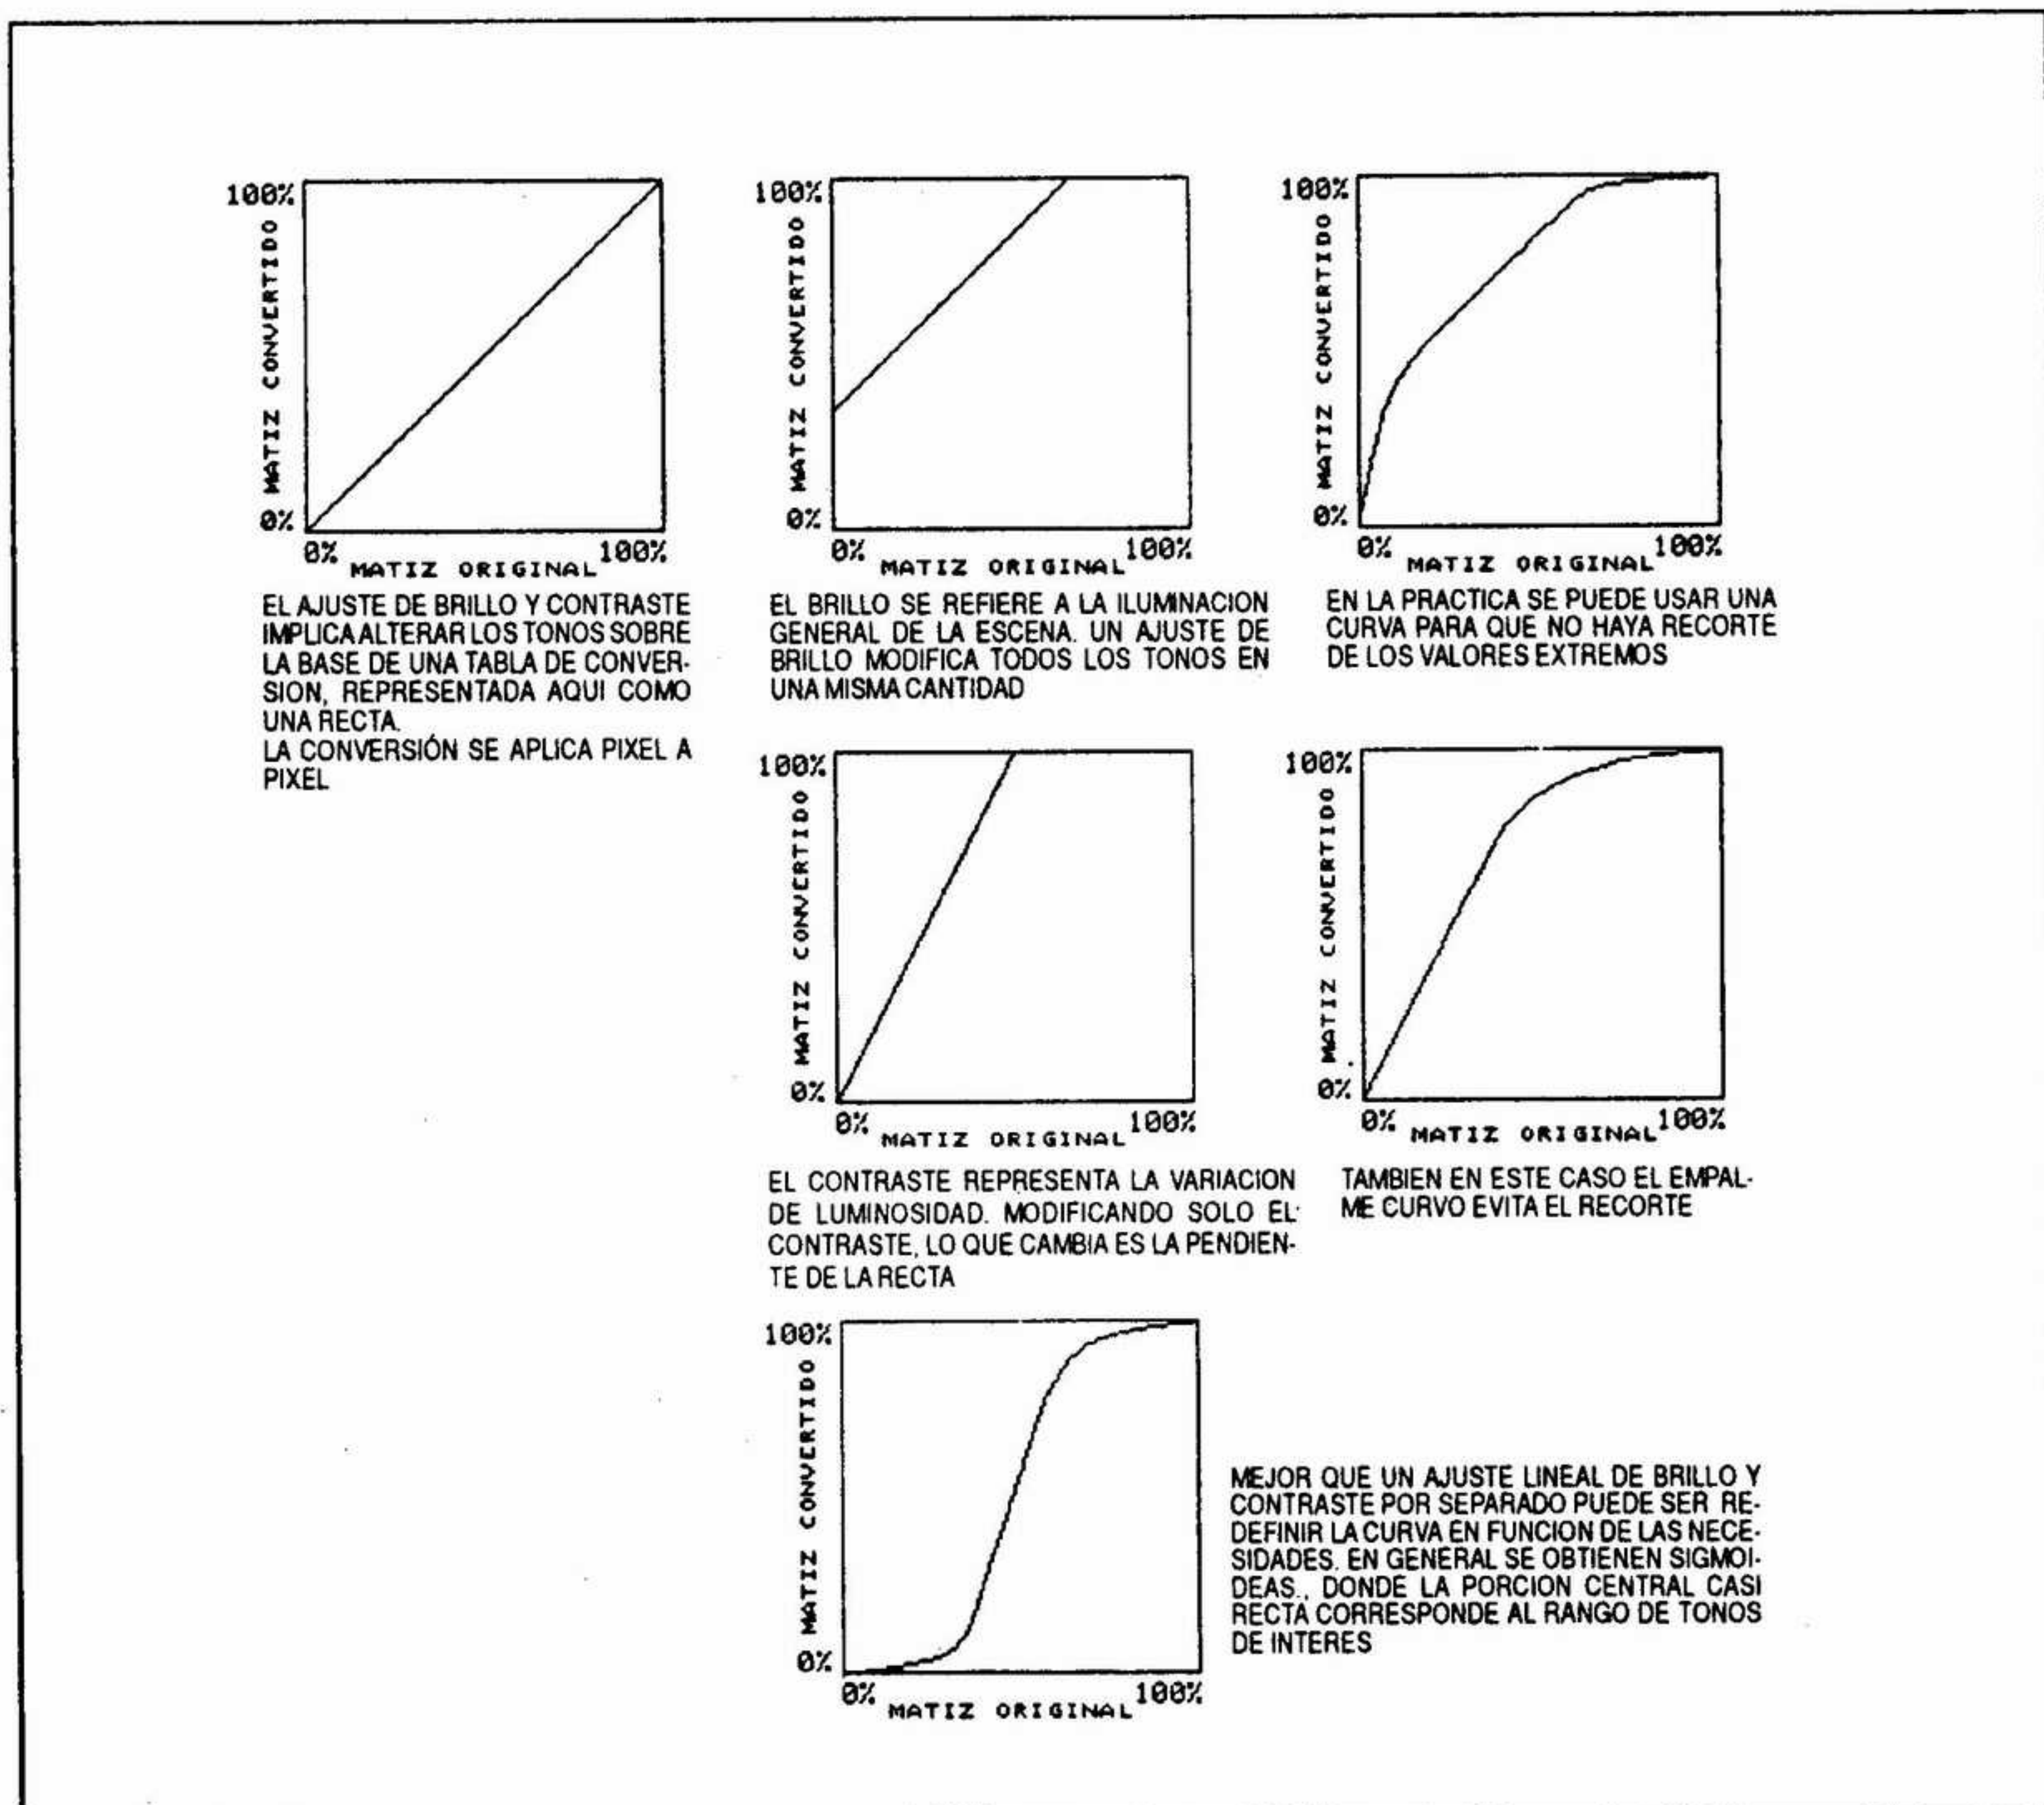 100%
MATIZ CONVERTIDO
0%
0%
100%
MATIZ ORIGINAL
EL AJUSTE DE BRILLO Y CONTRASTE
IMPLICA ALTERAR LOS TONOS SOBRE
LA BASE DE UNA TABLA DE CONVER-
SION, REPRESENTADA AQUI COMO
UNA RECTA.
LA CONVERSIÓN SE APLICA PIXEL A
PIXEL
100%
MATIZ CONVERTIDO
0%
0%
100%
MATIZ ORIGINAL
EL BRILLO SE REFIERE A LA ILUMINACION
GENERAL DE LA ESCENA. UN AJUSTE DE
BRILLO MODIFICA TODOS LOS TONOS EN
UNA MISMA CANTIDAD
100%
MATIZ CONVERTIDO
0%
0%
100%
MATIZ ORIGINAL
EN LA PRACTICA SE PUEDE USAR UNA
CURVA PARA QUE NO HAYA RECORTE
DE LOS VALORES EXTREMOS
100%
MATIZ CONVERTIDO
0%
0%
100%
MATIZ ORIGINAL
EL CONTRASTE REPRESENTA LA VARIACION
DE LUMINOSIDAD. MODIFICANDO SOLO EL
CONTRASTE, LO QUE CAMBIA ES LA PENDIEN-
TE DE LA RECTA
100%
MATIZ CONVERTIDO
0%
0%
100%
MATIZ ORIGINAL
TAMBIEN EN ESTE CASO EL EMPAL-
ME CURVO EVITA EL RECORTE
100%
MATIZ CONVERTIDO
0%
0%
100%
MATIZ ORIGINAL
MEJOR QUE UN AJUSTE LINEAL DE BRILLO Y
CONTRASTE POR SEPARADO PUEDE SER RE-
DEFINIR LA CURVA EN FUNCION DE LAS NECE-
SIDADES. EN GENERAL SE OBTIENEN SIGMOI-
DEAS., DONDE LA PORCION CENTRAL CASI
RECTA CORRESPONDE AL RANGO DE TONOS
DE INTERES